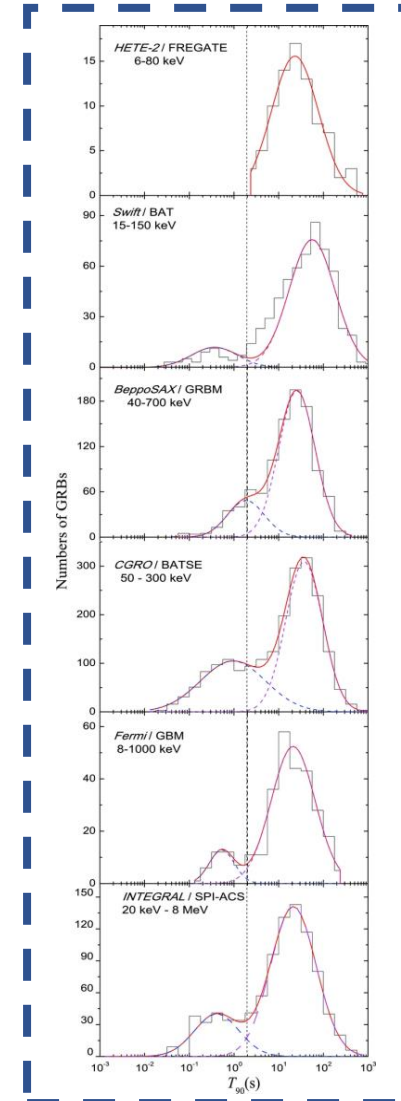 HETE-2 / FREGATE
6-80 keV
15
10
5
0
Swift / BAT
15-150 keV
90
60
30
0
BeppoSAX / GRBM
40-700 keV
180
120
60
0
Numbers of GRBs
CGRO / BATSE
50 - 300 keV
300
200
100
0
Fermi / GBM
8-1000 keV
60
40
20
0
INTEGRAL / SPI-ACS
20 keV - 8 MeV
150
120
90
60
30
0
10⁻³ 10⁻² 10⁻¹ 10⁰ 10¹ 10² 10³
T₉₀(s)